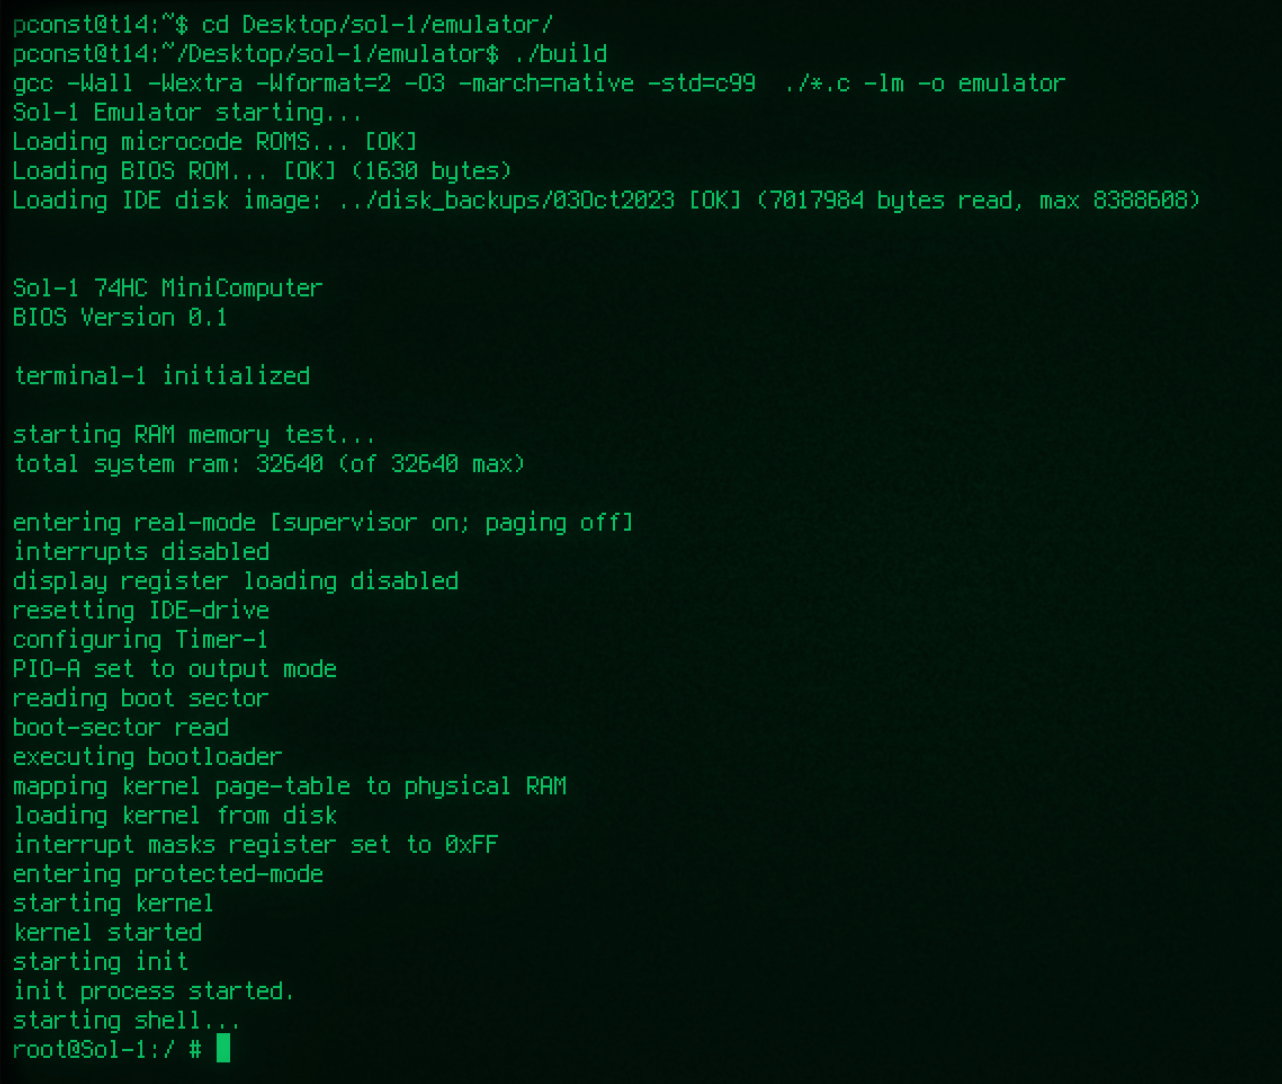 pconst@t14:~$ cd Desktop/sol-1/emulator/
pconst@t14:~/Desktop/sol-1/emulator$ ./build
gcc -Wall -Wextra -Wformat=2 -O3 -march=native -std=c99  ./*.c -lm -o emulator
Sol-1 Emulator starting...
Loading microcode ROMS... [OK]
Loading BIOS ROM... [OK] (1630 bytes)
Loading IDE disk image: ../disk_backups/03Oct2023 [OK] (7017984 bytes read, max 8388608)
Sol-1 74HC MiniComputer
BIOS Version 0.1
terminal-1 initialized
starting RAM memory test...
total system ram: 32640 (of 32640 max)
entering real-mode [supervisor on; paging off]
interrupts disabled
display register loading disabled
resetting IDE-drive
configuring Timer-1
PIO-A set to output mode
reading boot sector
boot-sector read
executing bootloader
mapping kernel page-table to physical RAM
loading kernel from disk
interrupt masks register set to 0xFF
entering protected-mode
starting kernel
kernel started
starting init
init process started.
starting shell...
root@Sol-1:/ #